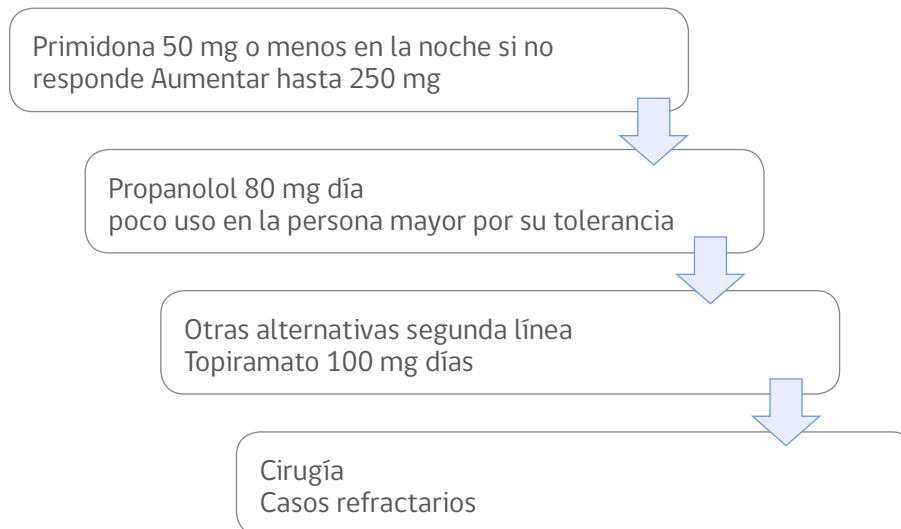 Primidona 50 mg o menos en la noche si no
responde Aumentar hasta 250 mg
Propanolol 80 mg día
poco uso en la persona mayor por su tolerancia
Otras alternativas segunda línea
Topiramato 100 mg días
Cirugía
Casos refractarios